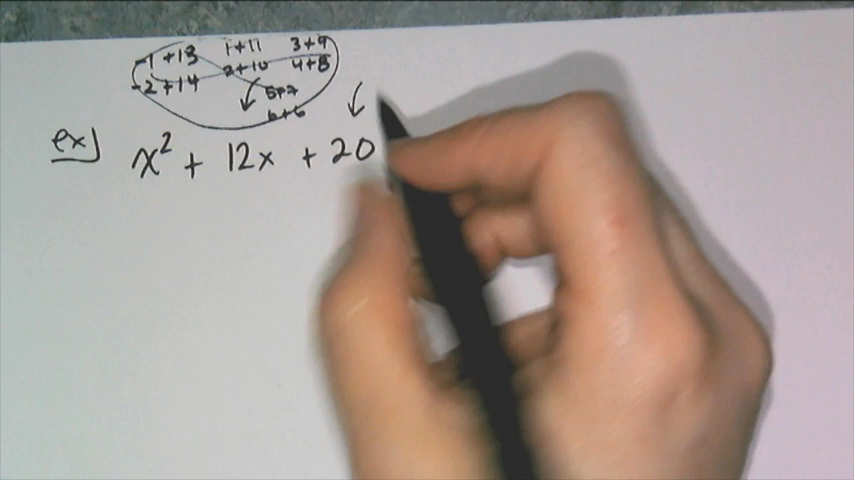 -1 +13 1+11 3+9
-2+14 2+10 4+8
5+7
6+6
ex] x² + 12x + 20